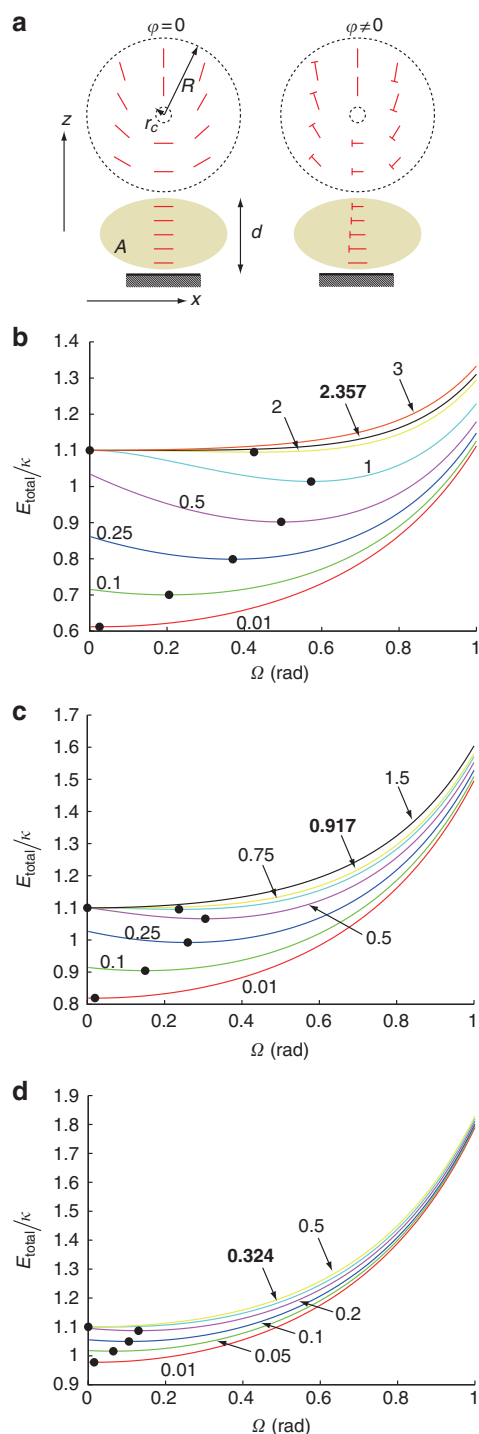 a
φ=0 φ≠0
R
r_c
z
A
d
x
b
1.4
1.3
1.2
1.1
1
0.9
0.8
0.7
0.6
E_total/κ
3
2.357
2
1
0.5
0.25
0.1
0.01
0 0.2 0.4 0.6 0.8 1
Ω (rad)
c
1.7
1.6
1.5
1.4
1.3
1.2
1.1
1
0.9
0.8
E_total/κ
1.5
0.917
0.75
0.5
0.25
0.1
0.01
0 0.2 0.4 0.6 0.8 1
Ω (rad)
d
1.9
1.8
1.7
1.6
1.5
1.4
1.3
1.2
1.1
1
0.9
E_total/κ
0.5
0.324
0.2
0.1
0.05
0.01
0 0.2 0.4 0.6 0.8 1
Ω (rad)